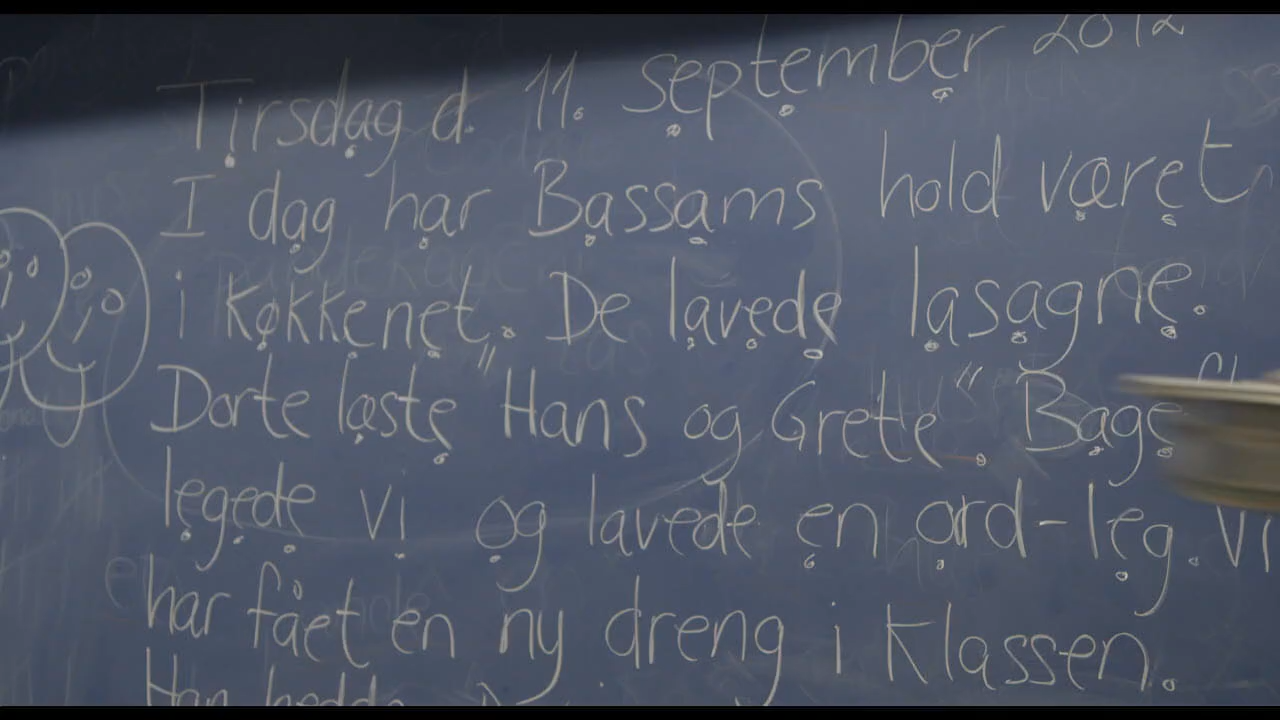 Tirsdag d. 11. september 2012
I dag har Bassams hold været
i køkkenet. De lavede lasagne.
Dorte læste "Hans og Grete". Bage
legede vi og lavede en ord-leg. Vi
har fået en ny dreng i klassen.
Han